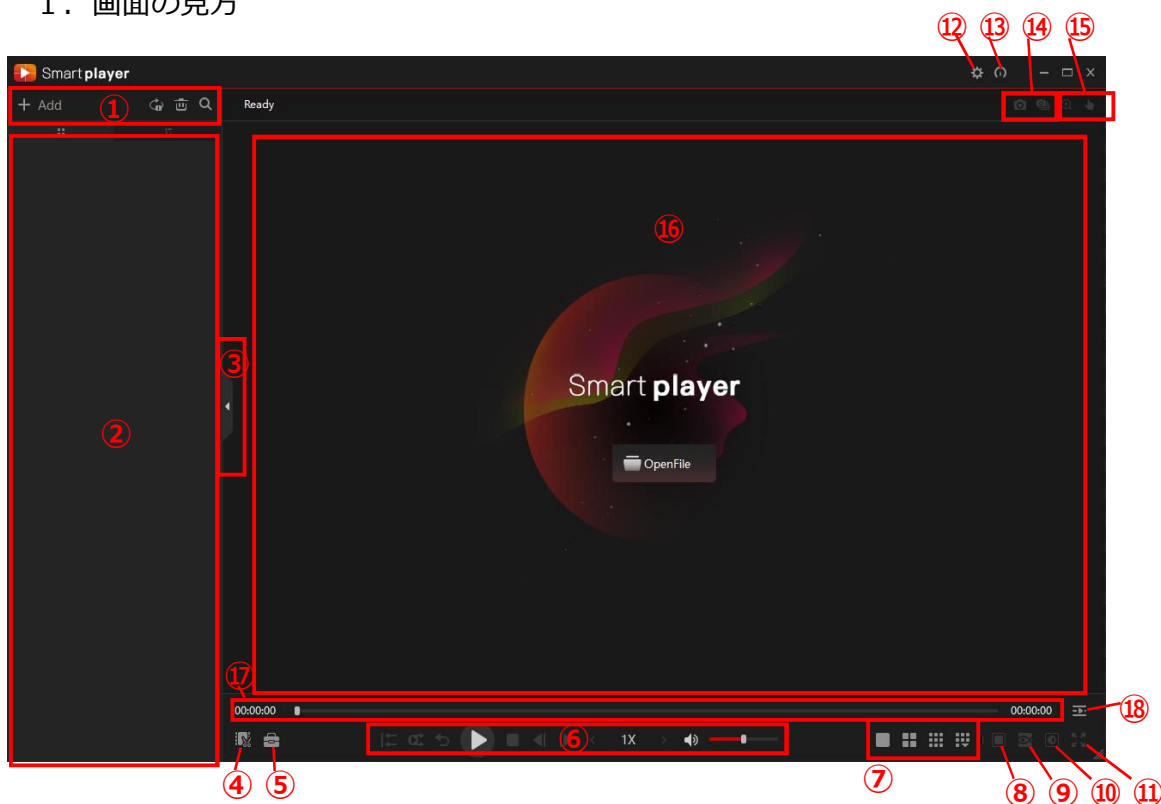 1．画面の見方
⑫ ⑬ ⑭ ⑮
Smart player
+ Add ① Ready
⑯
③
Smart player
②
OpenFile
⑰
00:00:00 00:00:00 ⑱
⑥ 1X
④ ⑤ ⑦ ⑧ ⑨ ⑩ ⑪